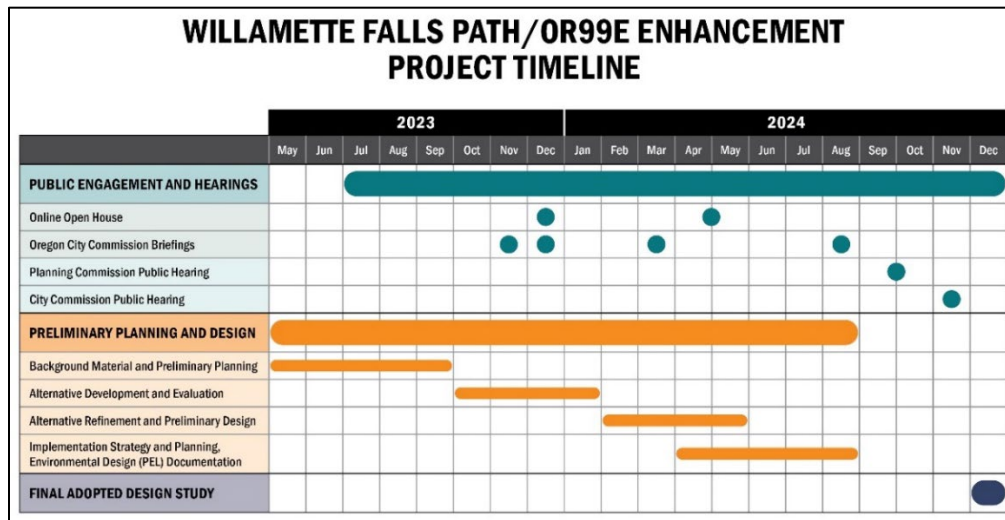 WILLAMETTE FALLS PATH/OR99E ENHANCEMENT
PROJECT TIMELINE
2023 2024
May Jun Jul Aug Sep Oct Nov Dec Jan Feb Mar Apr May Jun Jul Aug Sep Oct Nov Dec
PUBLIC ENGAGEMENT AND HEARINGS
Online Open House
Oregon City Commission Briefings
Planning Commission Public Hearing
City Commission Public Hearing
PRELIMINARY PLANNING AND DESIGN
Background Material and Preliminary Planning
Alternative Development and Evaluation
Alternative Refinement and Preliminary Design
Implementation Strategy and Planning,
Environmental Design (PEL) Documentation
FINAL ADOPTED DESIGN STUDY